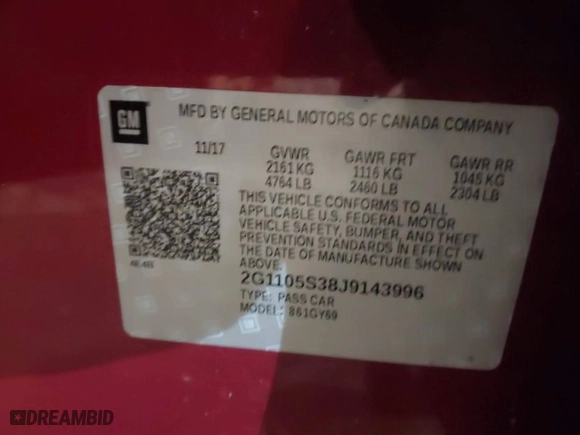 GM
MFD BY GENERAL MOTORS OF CANADA COMPANY
11/17 GVWR GAWR FRT GAWR RR
2161 KG 1116 KG 1045 KG
4764 LB 2460 LB 2304 LB
THIS VEHICLE CONFORMS TO ALL
APPLICABLE U.S. FEDERAL MOTOR
VEHICLE SAFETY, BUMPER, AND THEFT
PREVENTION STANDARDS IN EFFECT ON
THE DATE OF MANUFACTURE SHOWN
ABOVE.
2G1105S38J9143996
TYPE: PASS CAR
MODEL: 861GY69
DREAMBID